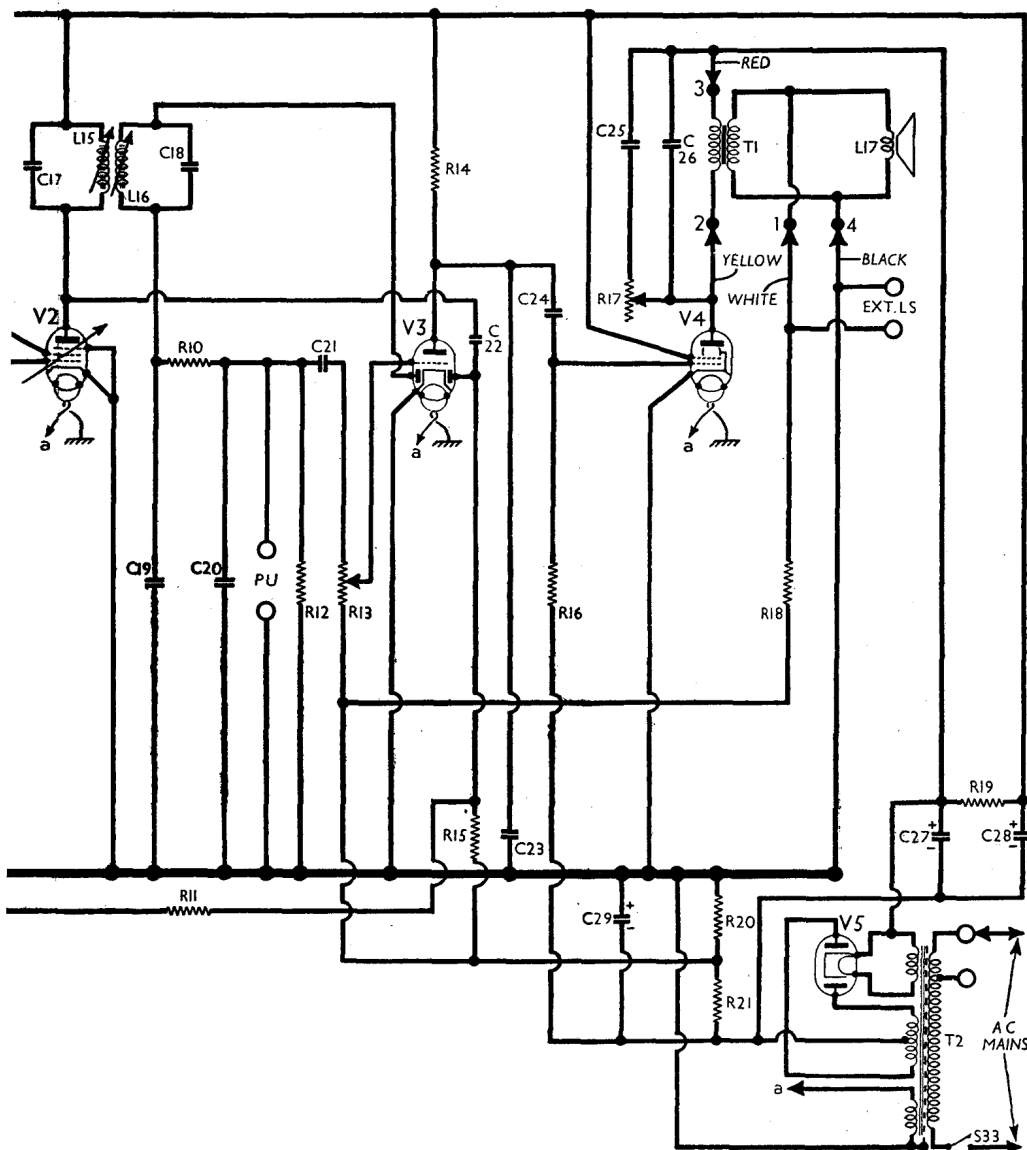 RED
3
L15
C17
L16
C18
R14
C25
C
26
T1
L17
2
1
4
YELLOW
WHITE
BLACK
EXT.LS
R17
C24
V2
V3
V4
C
22
R10
C21
a
a
a
C19
C20
PU
R12
R13
R16
R18
R19
R15
C23
C27
+
-
C28
+
-
R11
C29
+
-
R20
R21
V5
T2
A C
MAINS
a
S33